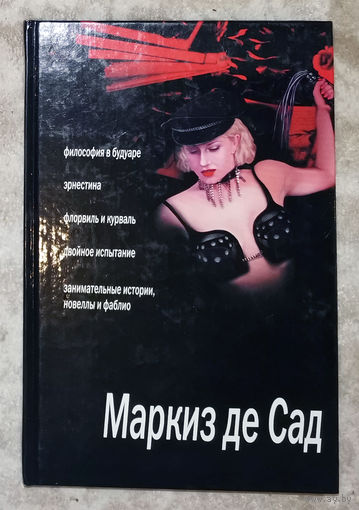 философия в будуаре
эрнестина
флорвиль и курваль
двойное испытание
занимательные истории,
новеллы и фаблио
Маркиз де Сад